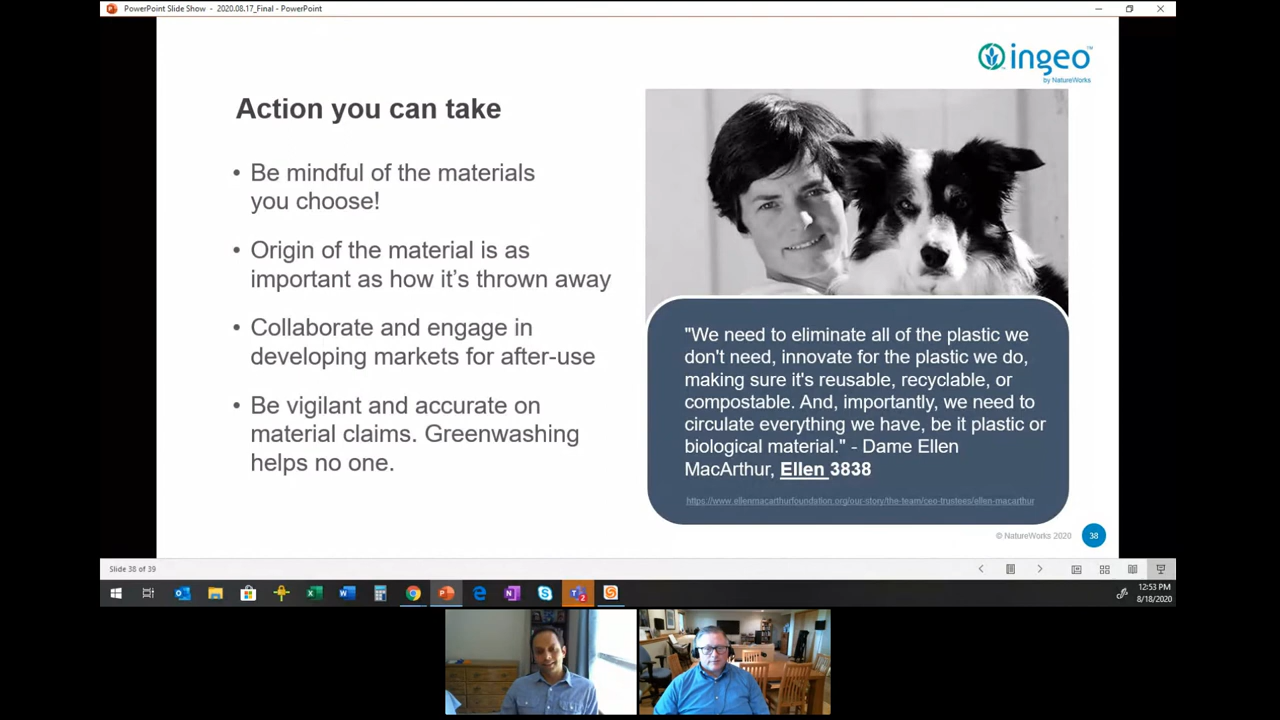 PowerPoint Slide Show - 2020.08.17_Final - PowerPoint
ingeo™
by NatureWorks
Action you can take
• Be mindful of the materials
you choose!
• Origin of the material is as
important as how it’s thrown away
• Collaborate and engage in
developing markets for after-use
• Be vigilant and accurate on
material claims. Greenwashing
helps no one.
"We need to eliminate all of the plastic we
don't need, innovate for the plastic we do,
making sure it's reusable, recyclable, or
compostable. And, importantly, we need to
circulate everything we have, be it plastic or
biological material." - Dame Ellen
MacArthur, Ellen 3838
https://www.ellenmacarthurfoundation.org/our-story/the-team/ceo-trustees/ellen-macarthur
© NatureWorks 2020
38
Slide 38 of 39
12:53 PM
8/18/2020